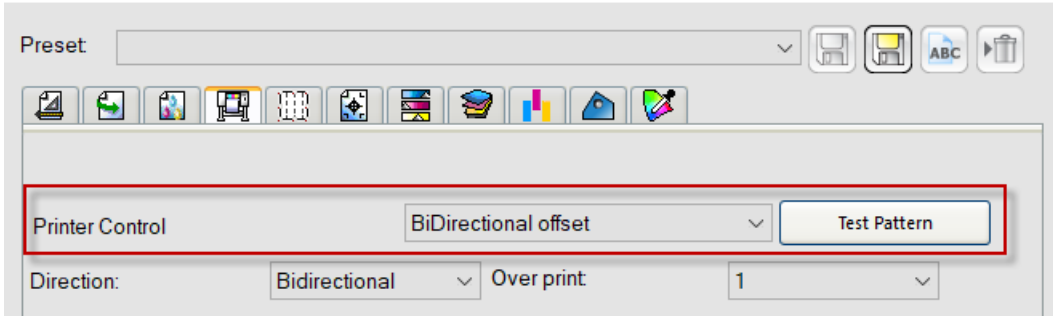 Preset:
ABC
Printer Control BiDirectional offset Test Pattern
Direction: Bidirectional Over print: 1